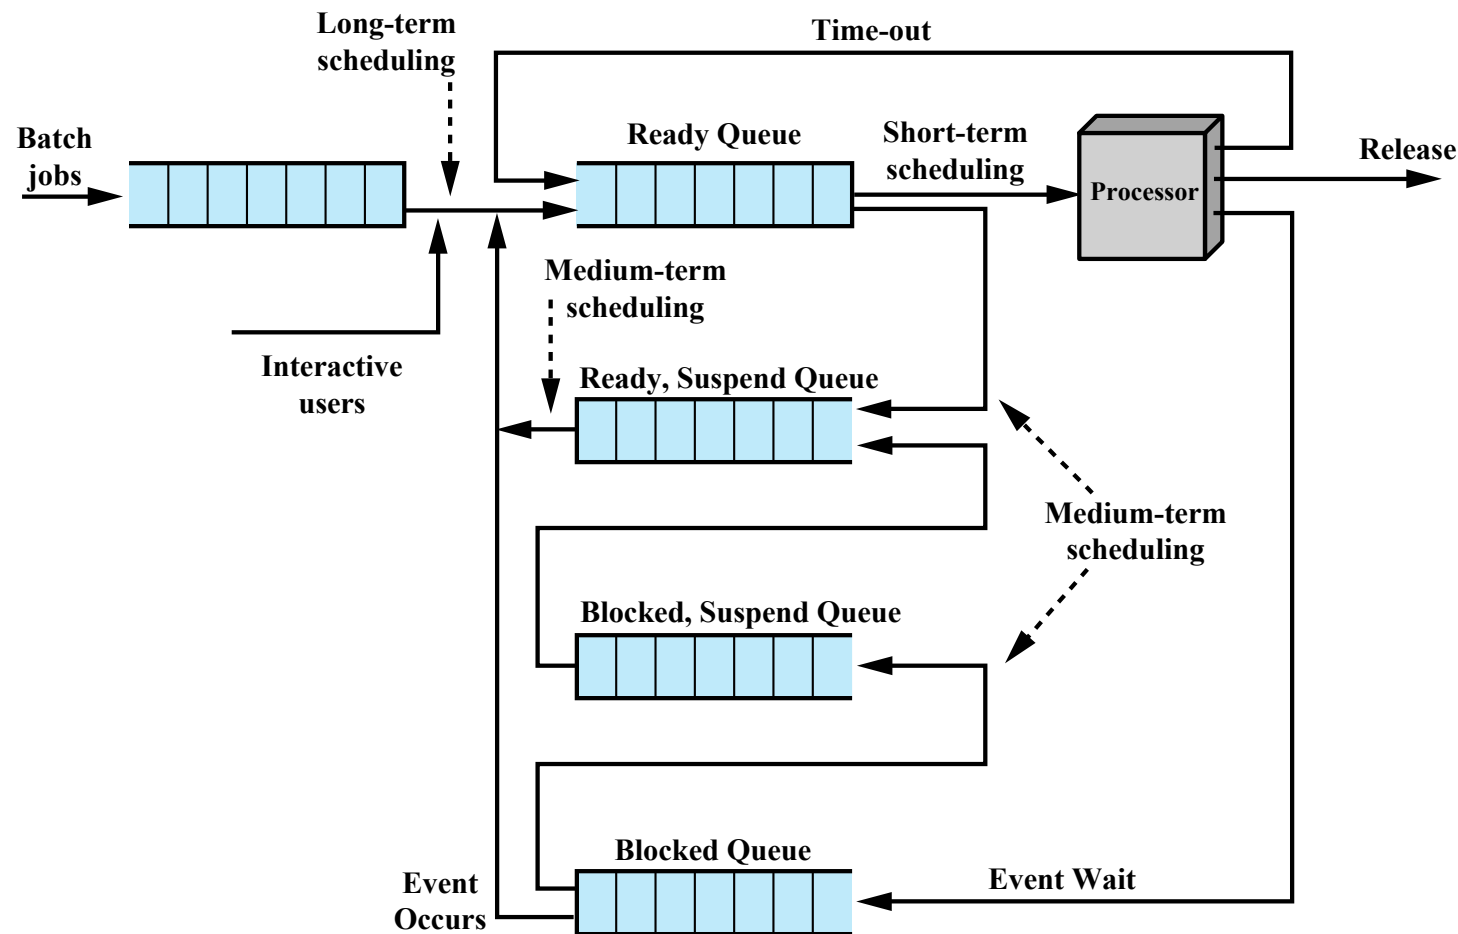 Long-term
scheduling
Time-out
Batch
jobs
Ready Queue
Short-term
scheduling
Release
Processor
Medium-term
scheduling
Interactive
users
Ready, Suspend Queue
Medium-term
scheduling
Blocked, Suspend Queue
Blocked Queue
Event
Occurs
Event Wait